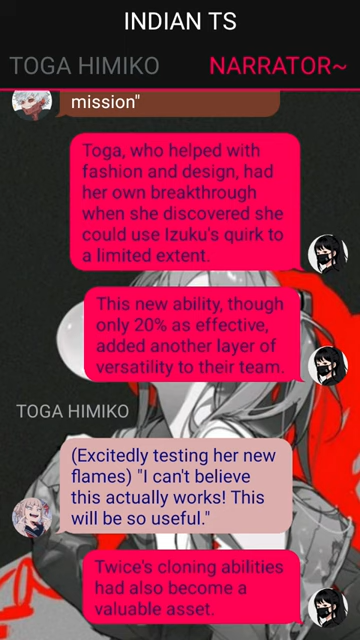 INDIAN TS
TOGA HIMIKO NARRATOR~
mission"
Toga, who helped with
fashion and design, had
her own breakthrough
when she discovered she
could use Izuku's quirk to
a limited extent.
This new ability, though
only 20% as effective,
added another layer of
versatility to their team.
TOGA HIMIKO
(Excitedly testing her new
flames) "I can't believe
this actually works! This
will be so useful."
Twice's cloning abilities
had also become a
valuable asset.